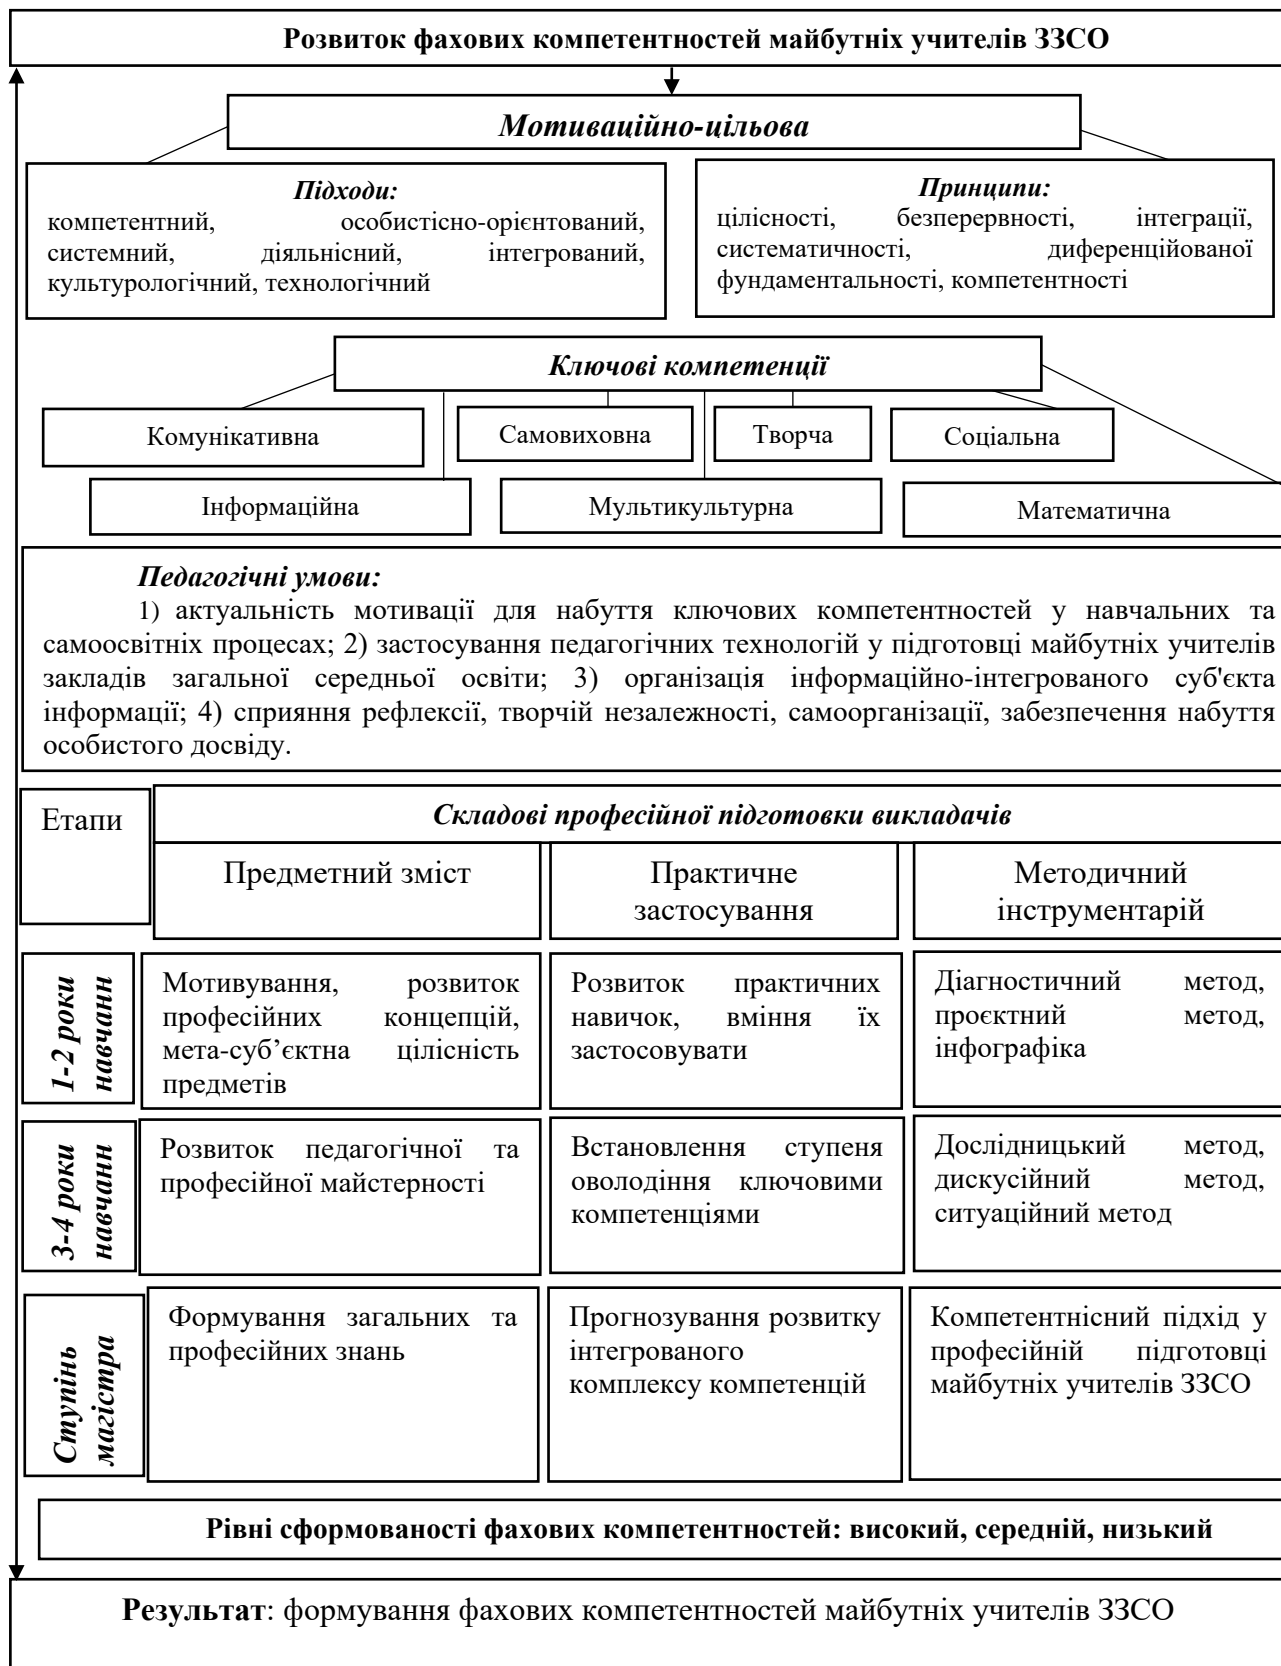 Розвиток фахових компетентностей майбутніх учителів ЗЗСО
Мотиваційно-цільова
Підходи:
компетентний, особистісно-орієнтований,
системний, діяльнісний, інтегрований,
культурологічний, технологічний
Принципи:
цілісності, безперервності, інтеграції,
систематичності, диференційованої
фундаментальності, компетентності
Ключові компетенції
Комунікативна
Самовиховна
Творча
Соціальна
Інформаційна
Мультикультурна
Математична
Педагогічні умови:
1) актуальність мотивації для набуття ключових компетентностей у навчальних та
самоосвітніх процесах; 2) застосування педагогічних технологій у підготовці майбутніх учителів
закладів загальної середньої освіти; 3) організація інформаційно-інтегрованого суб'єкта
інформації; 4) сприяння рефлексії, творчій незалежності, самоорганізації, забезпечення набуття
особистого досвіду.
Етапи
Складові професійної підготовки викладачів
Предметний зміст
Практичне
застосування
Методичний
інструментарій
1-2 роки
навчанн
Мотивування, розвиток
професійних концепцій,
мета-суб’єктна цілісність
предметів
Розвиток практичних
навичок, вміння їх
застосовувати
Діагностичний метод,
проєктний метод,
інфографіка
3-4 роки
навчанн
Розвиток педагогічної та
професійної майстерності
Встановлення ступеня
оволодіння ключовими
компетенціями
Дослідницький метод,
дискусійний метод,
ситуаційний метод
Ступінь
магістра
Формування загальних та
професійних знань
Прогнозування розвитку
інтегрованого
комплексу компетенцій
Компетентнісний підхід у
професійній підготовці
майбутніх учителів ЗЗСО
Рівні сформованості фахових компетентностей: високий, середній, низький
Результат: формування фахових компетентностей майбутніх учителів ЗЗСО